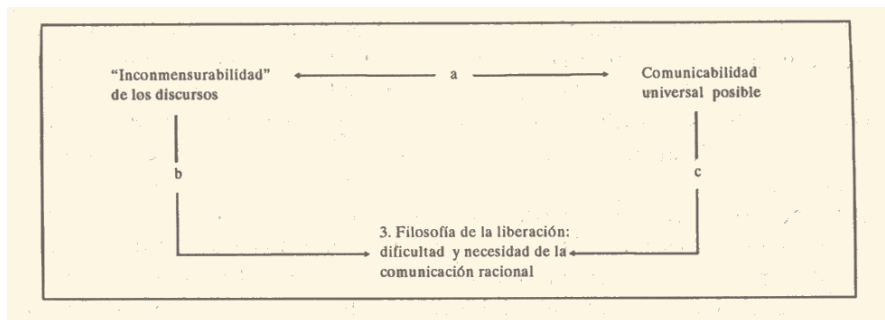 “Inconmensurabilidad”
de los discursos
a
Comunicabilidad
universal posible
b
c
3. Filosofía de la liberación:
dificultad y necesidad de la
comunicación racional